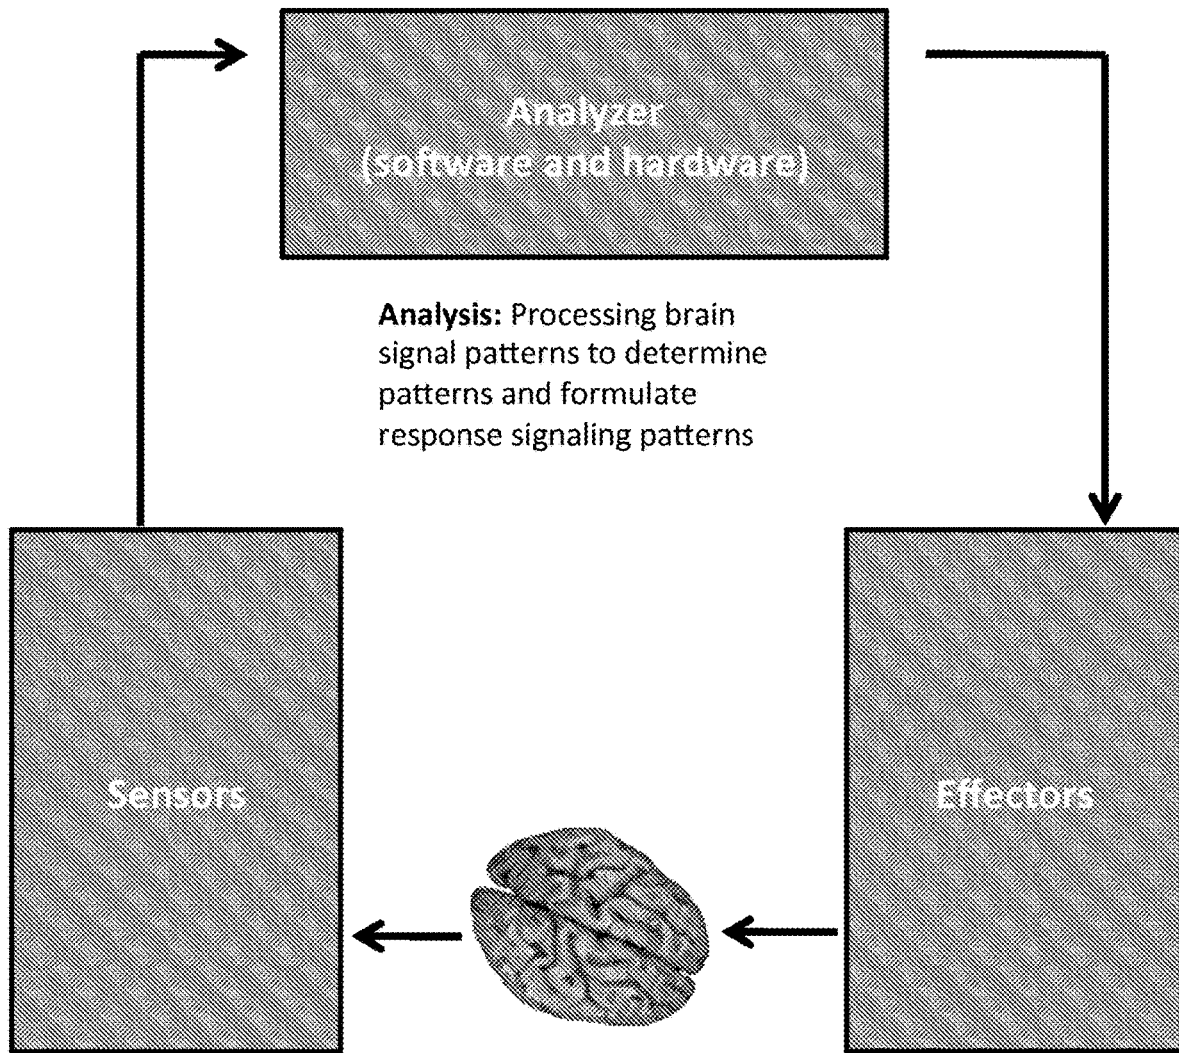 Analyzer
(software and hardware)
Analysis: Processing brain
signal patterns to determine
patterns and formulate
response signaling patterns
Sensors
Effectors